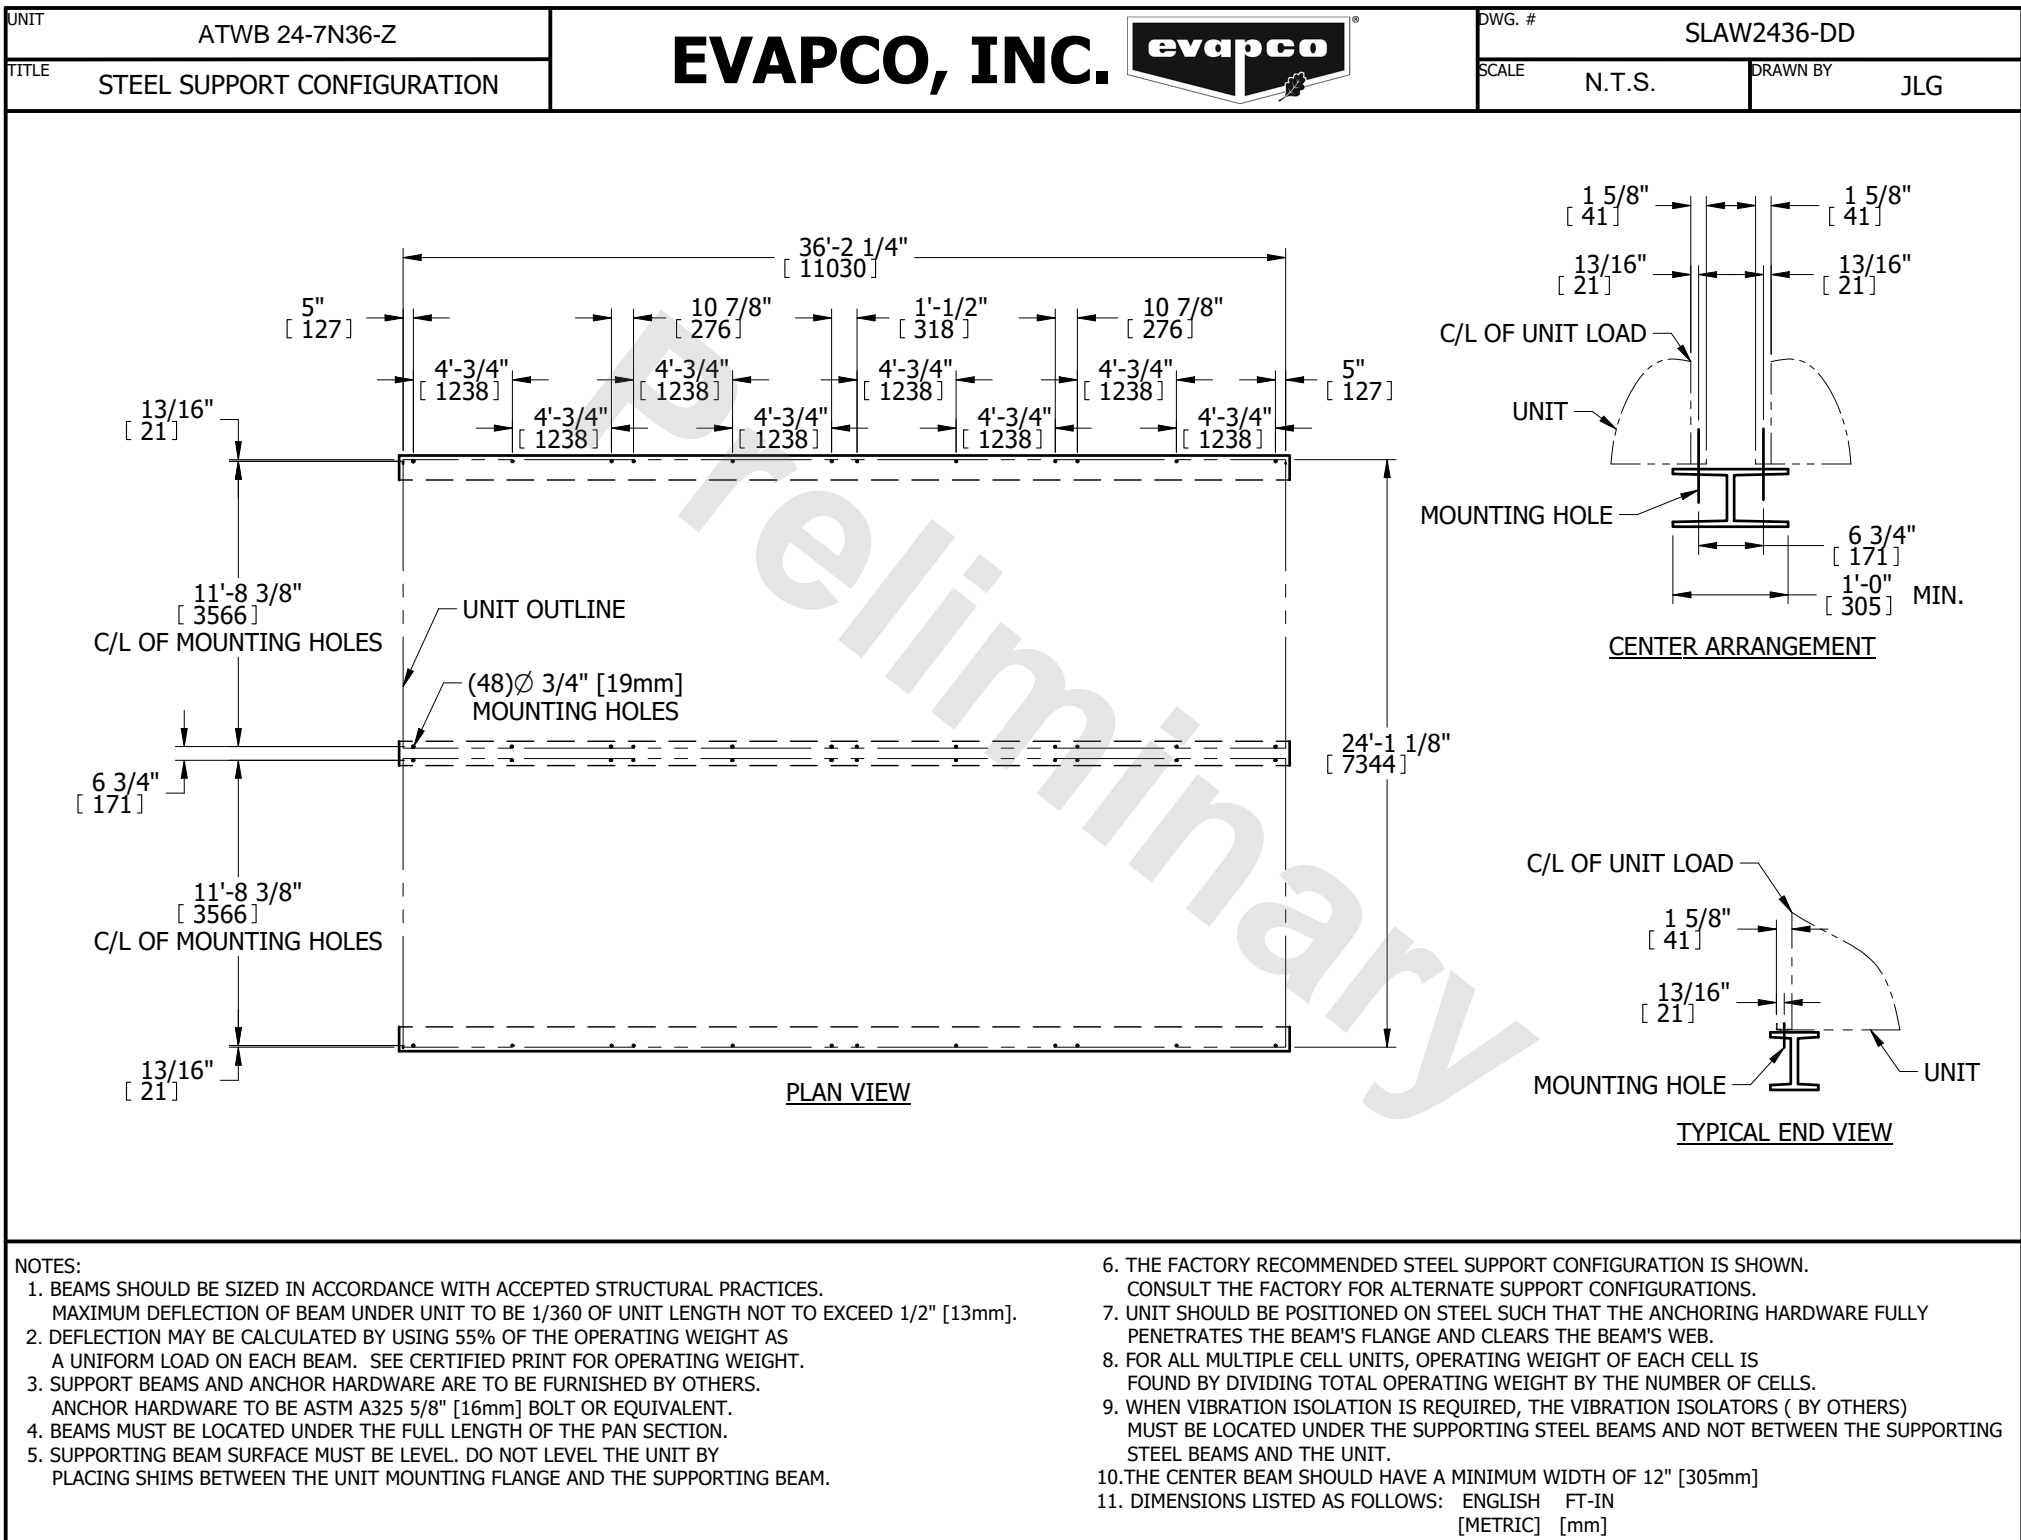 UNIT
ATWB 24-7N36-Z
TITLE
STEEL SUPPORT CONFIGURATION
EVAPCO, INC.
evapco
®
DWG. #
SLAW2436-DD
SCALE
N.T.S.
DRAWN BY
JLG
36'-2 1/4"
[ 11030]
5"
[ 127]
10 7/8"
[ 276]
1'-1/2"
[ 318]
10 7/8"
[ 276]
4'-3/4"
[ 1238]
4'-3/4"
[ 1238]
4'-3/4"
[ 1238]
4'-3/4"
[ 1238]
5"
[ 127]
4'-3/4"
[ 1238]
4'-3/4"
[ 1238]
4'-3/4"
[ 1238]
4'-3/4"
[ 1238]
13/16"
[ 21]
11'-8 3/8"
[ 3566]
C/L OF MOUNTING HOLES
UNIT OUTLINE
(48)Ø 3/4" [19mm]
MOUNTING HOLES
6 3/4"
[ 171]
24'-1 1/8"
[ 7344]
11'-8 3/8"
[ 3566]
C/L OF MOUNTING HOLES
13/16"
[ 21]
PLAN VIEW
Preliminary
1 5/8"
[ 41]
1 5/8"
[ 41]
13/16"
[ 21]
13/16"
[ 21]
C/L OF UNIT LOAD
UNIT
MOUNTING HOLE
6 3/4"
[ 171]
1'-0"
[ 305] MIN.
CENTER ARRANGEMENT
C/L OF UNIT LOAD
1 5/8"
[ 41]
13/16"
[ 21]
MOUNTING HOLE
UNIT
TYPICAL END VIEW
NOTES:
1. BEAMS SHOULD BE SIZED IN ACCORDANCE WITH ACCEPTED STRUCTURAL PRACTICES.
MAXIMUM DEFLECTION OF BEAM UNDER UNIT TO BE 1/360 OF UNIT LENGTH NOT TO EXCEED 1/2" [13mm].
2. DEFLECTION MAY BE CALCULATED BY USING 55% OF THE OPERATING WEIGHT AS
A UNIFORM LOAD ON EACH BEAM. SEE CERTIFIED PRINT FOR OPERATING WEIGHT.
3. SUPPORT BEAMS AND ANCHOR HARDWARE ARE TO BE FURNISHED BY OTHERS.
ANCHOR HARDWARE TO BE ASTM A325 5/8" [16mm] BOLT OR EQUIVALENT.
4. BEAMS MUST BE LOCATED UNDER THE FULL LENGTH OF THE PAN SECTION.
5. SUPPORTING BEAM SURFACE MUST BE LEVEL. DO NOT LEVEL THE UNIT BY
PLACING SHIMS BETWEEN THE UNIT MOUNTING FLANGE AND THE SUPPORTING BEAM.
6. THE FACTORY RECOMMENDED STEEL SUPPORT CONFIGURATION IS SHOWN.
CONSULT THE FACTORY FOR ALTERNATE SUPPORT CONFIGURATIONS.
7. UNIT SHOULD BE POSITIONED ON STEEL SUCH THAT THE ANCHORING HARDWARE FULLY
PENETRATES THE BEAM'S FLANGE AND CLEARS THE BEAM'S WEB.
8. FOR ALL MULTIPLE CELL UNITS, OPERATING WEIGHT OF EACH CELL IS
FOUND BY DIVIDING TOTAL OPERATING WEIGHT BY THE NUMBER OF CELLS.
9. WHEN VIBRATION ISOLATION IS REQUIRED, THE VIBRATION ISOLATORS ( BY OTHERS)
MUST BE LOCATED UNDER THE SUPPORTING STEEL BEAMS AND NOT BETWEEN THE SUPPORTING
STEEL BEAMS AND THE UNIT.
10.THE CENTER BEAM SHOULD HAVE A MINIMUM WIDTH OF 12" [305mm]
11. DIMENSIONS LISTED AS FOLLOWS: ENGLISH FT-IN
[METRIC] [mm]